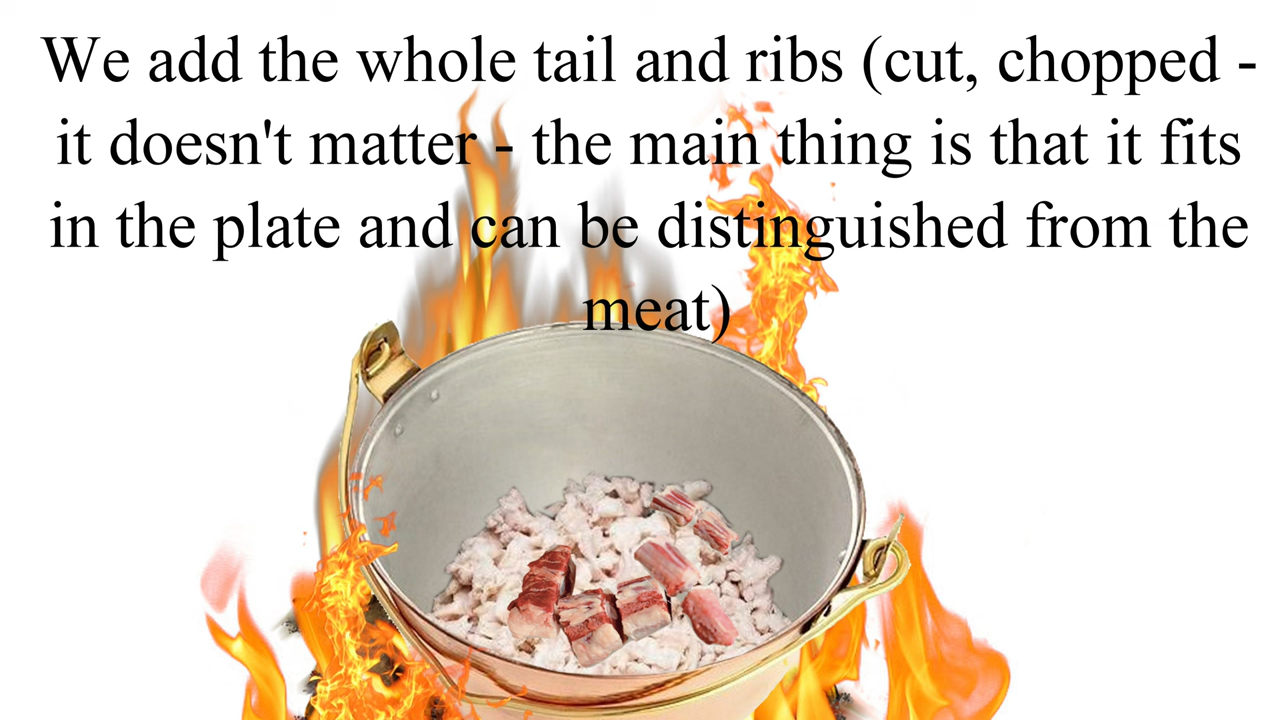 We add the whole tail and ribs (cut, chopped -
it doesn't matter - the main thing is that it fits
in the plate and can be distinguished from the
meat)